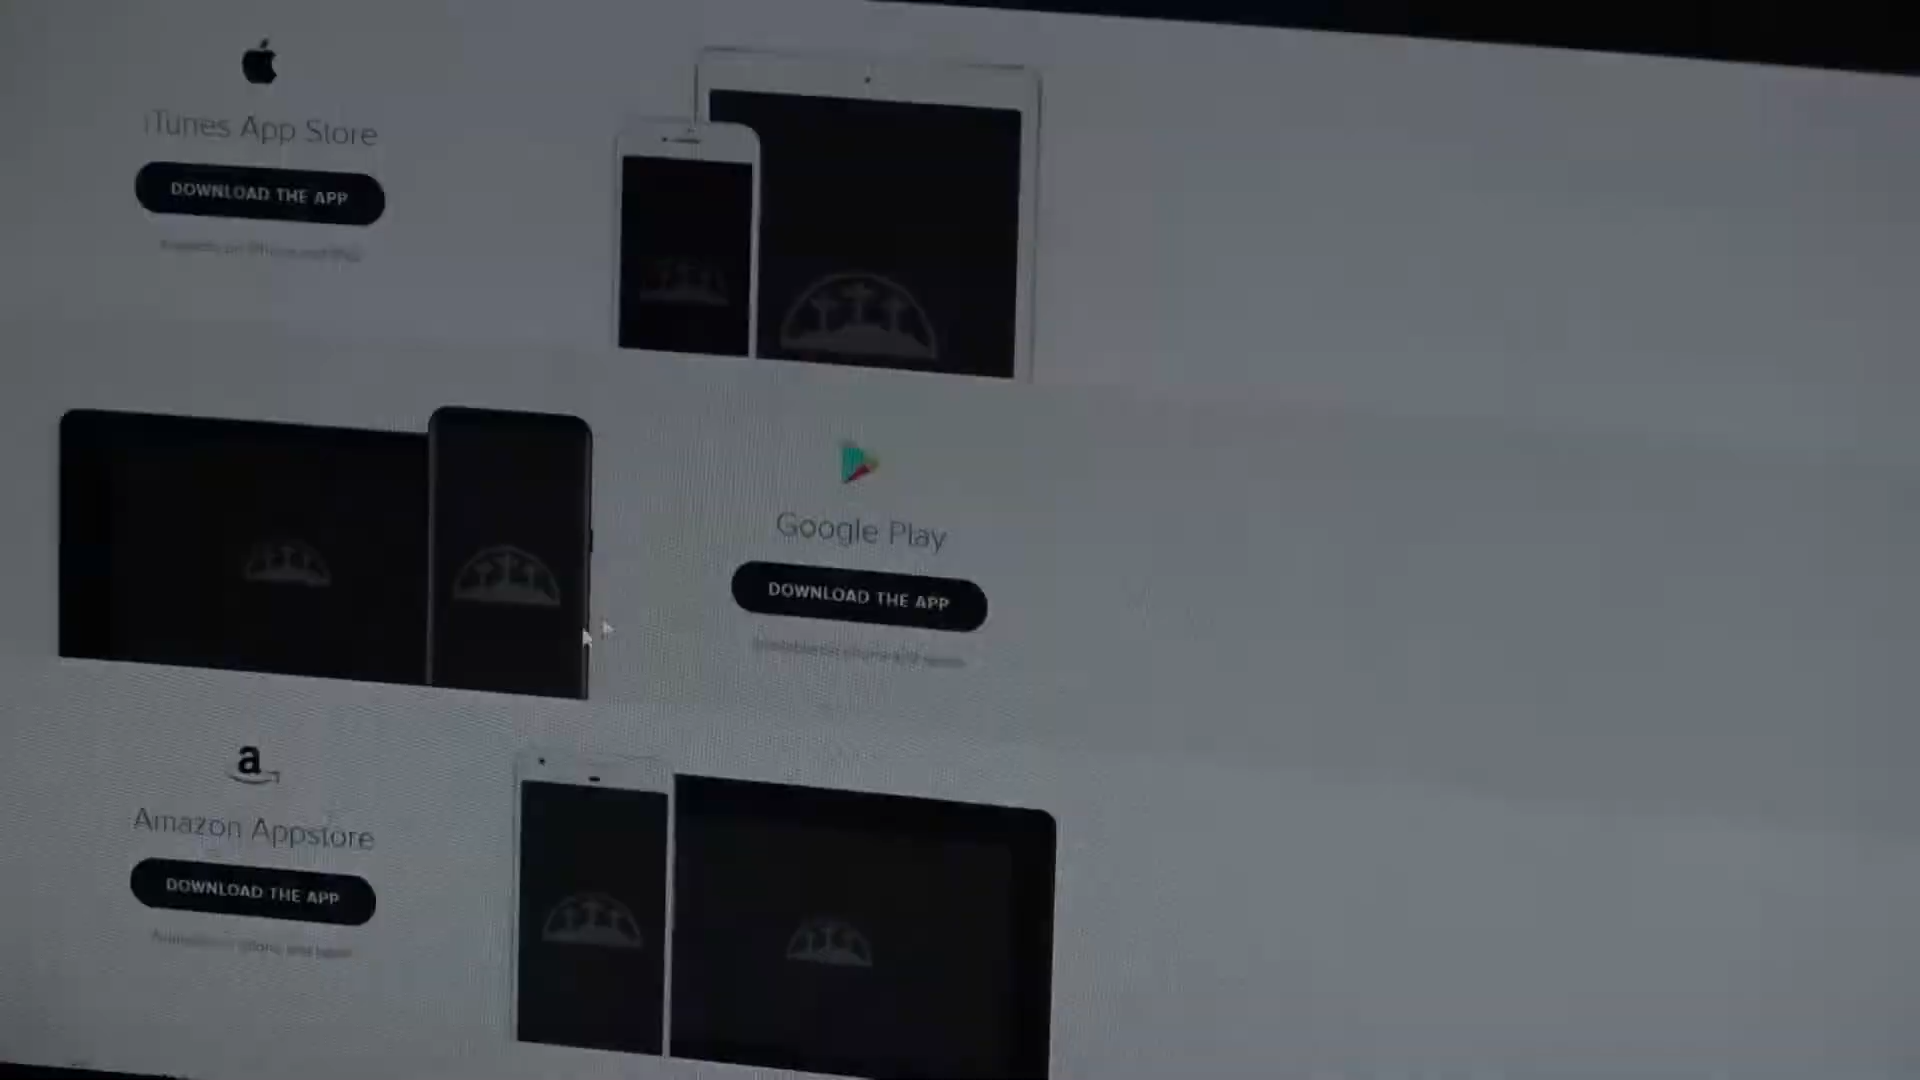 iTunes App Store
DOWNLOAD THE APP
Google Play
DOWNLOAD THE APP
a
Amazon Appstore
DOWNLOAD THE APP